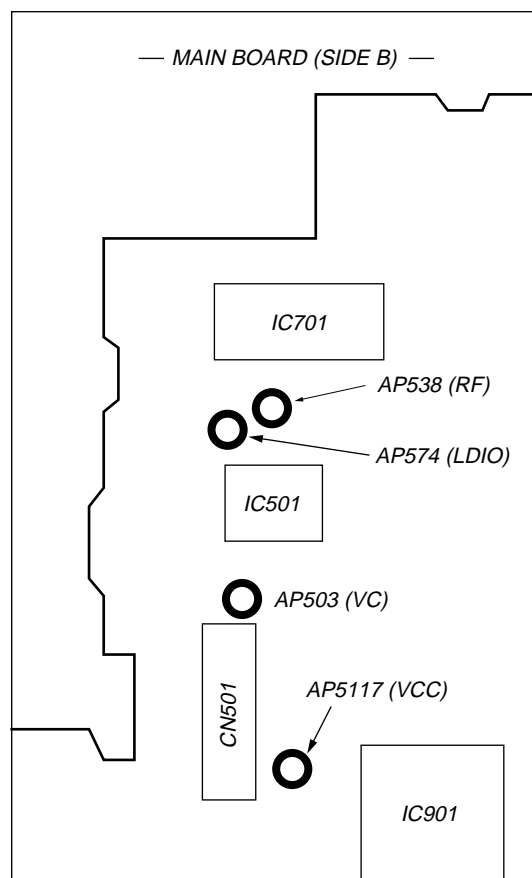 — MAIN BOARD (SIDE B) —
IC701
AP538 (RF)
AP574 (LDIO)
IC501
AP503 (VC)
CN501
AP5117 (VCC)
IC901